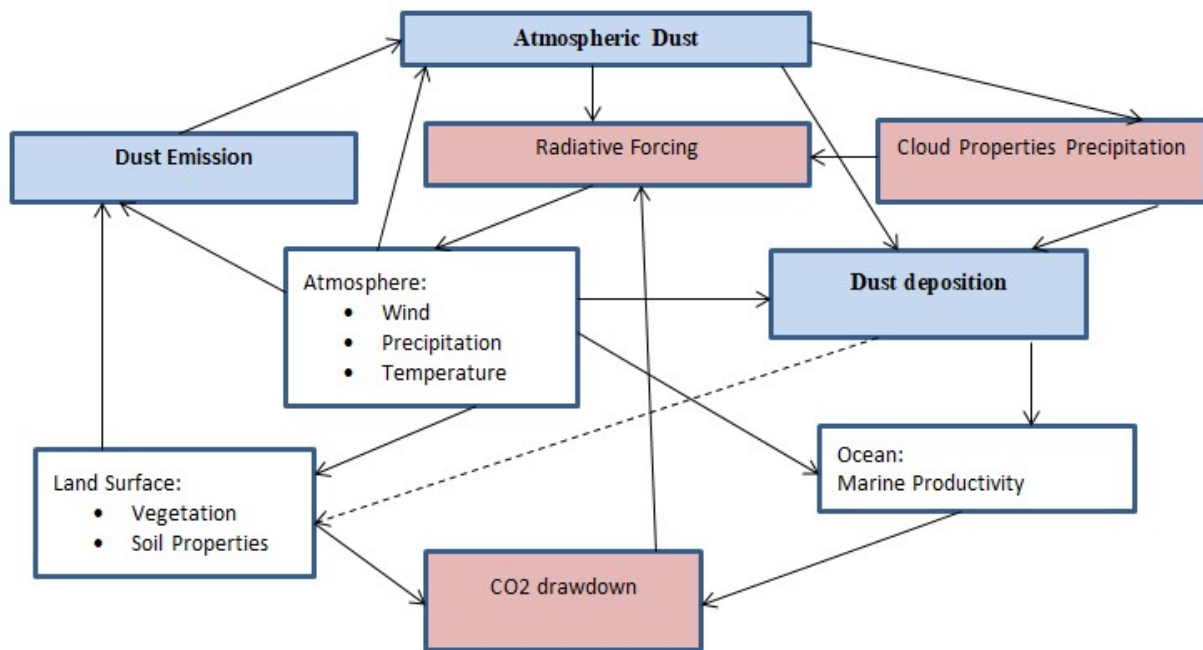 Atmospheric Dust
Dust Emission
Radiative Forcing
Cloud Properties Precipitation
Atmosphere:
• Wind
• Precipitation
• Temperature
Dust deposition
Land Surface:
• Vegetation
• Soil Properties
Ocean:
Marine Productivity
CO2 drawdown